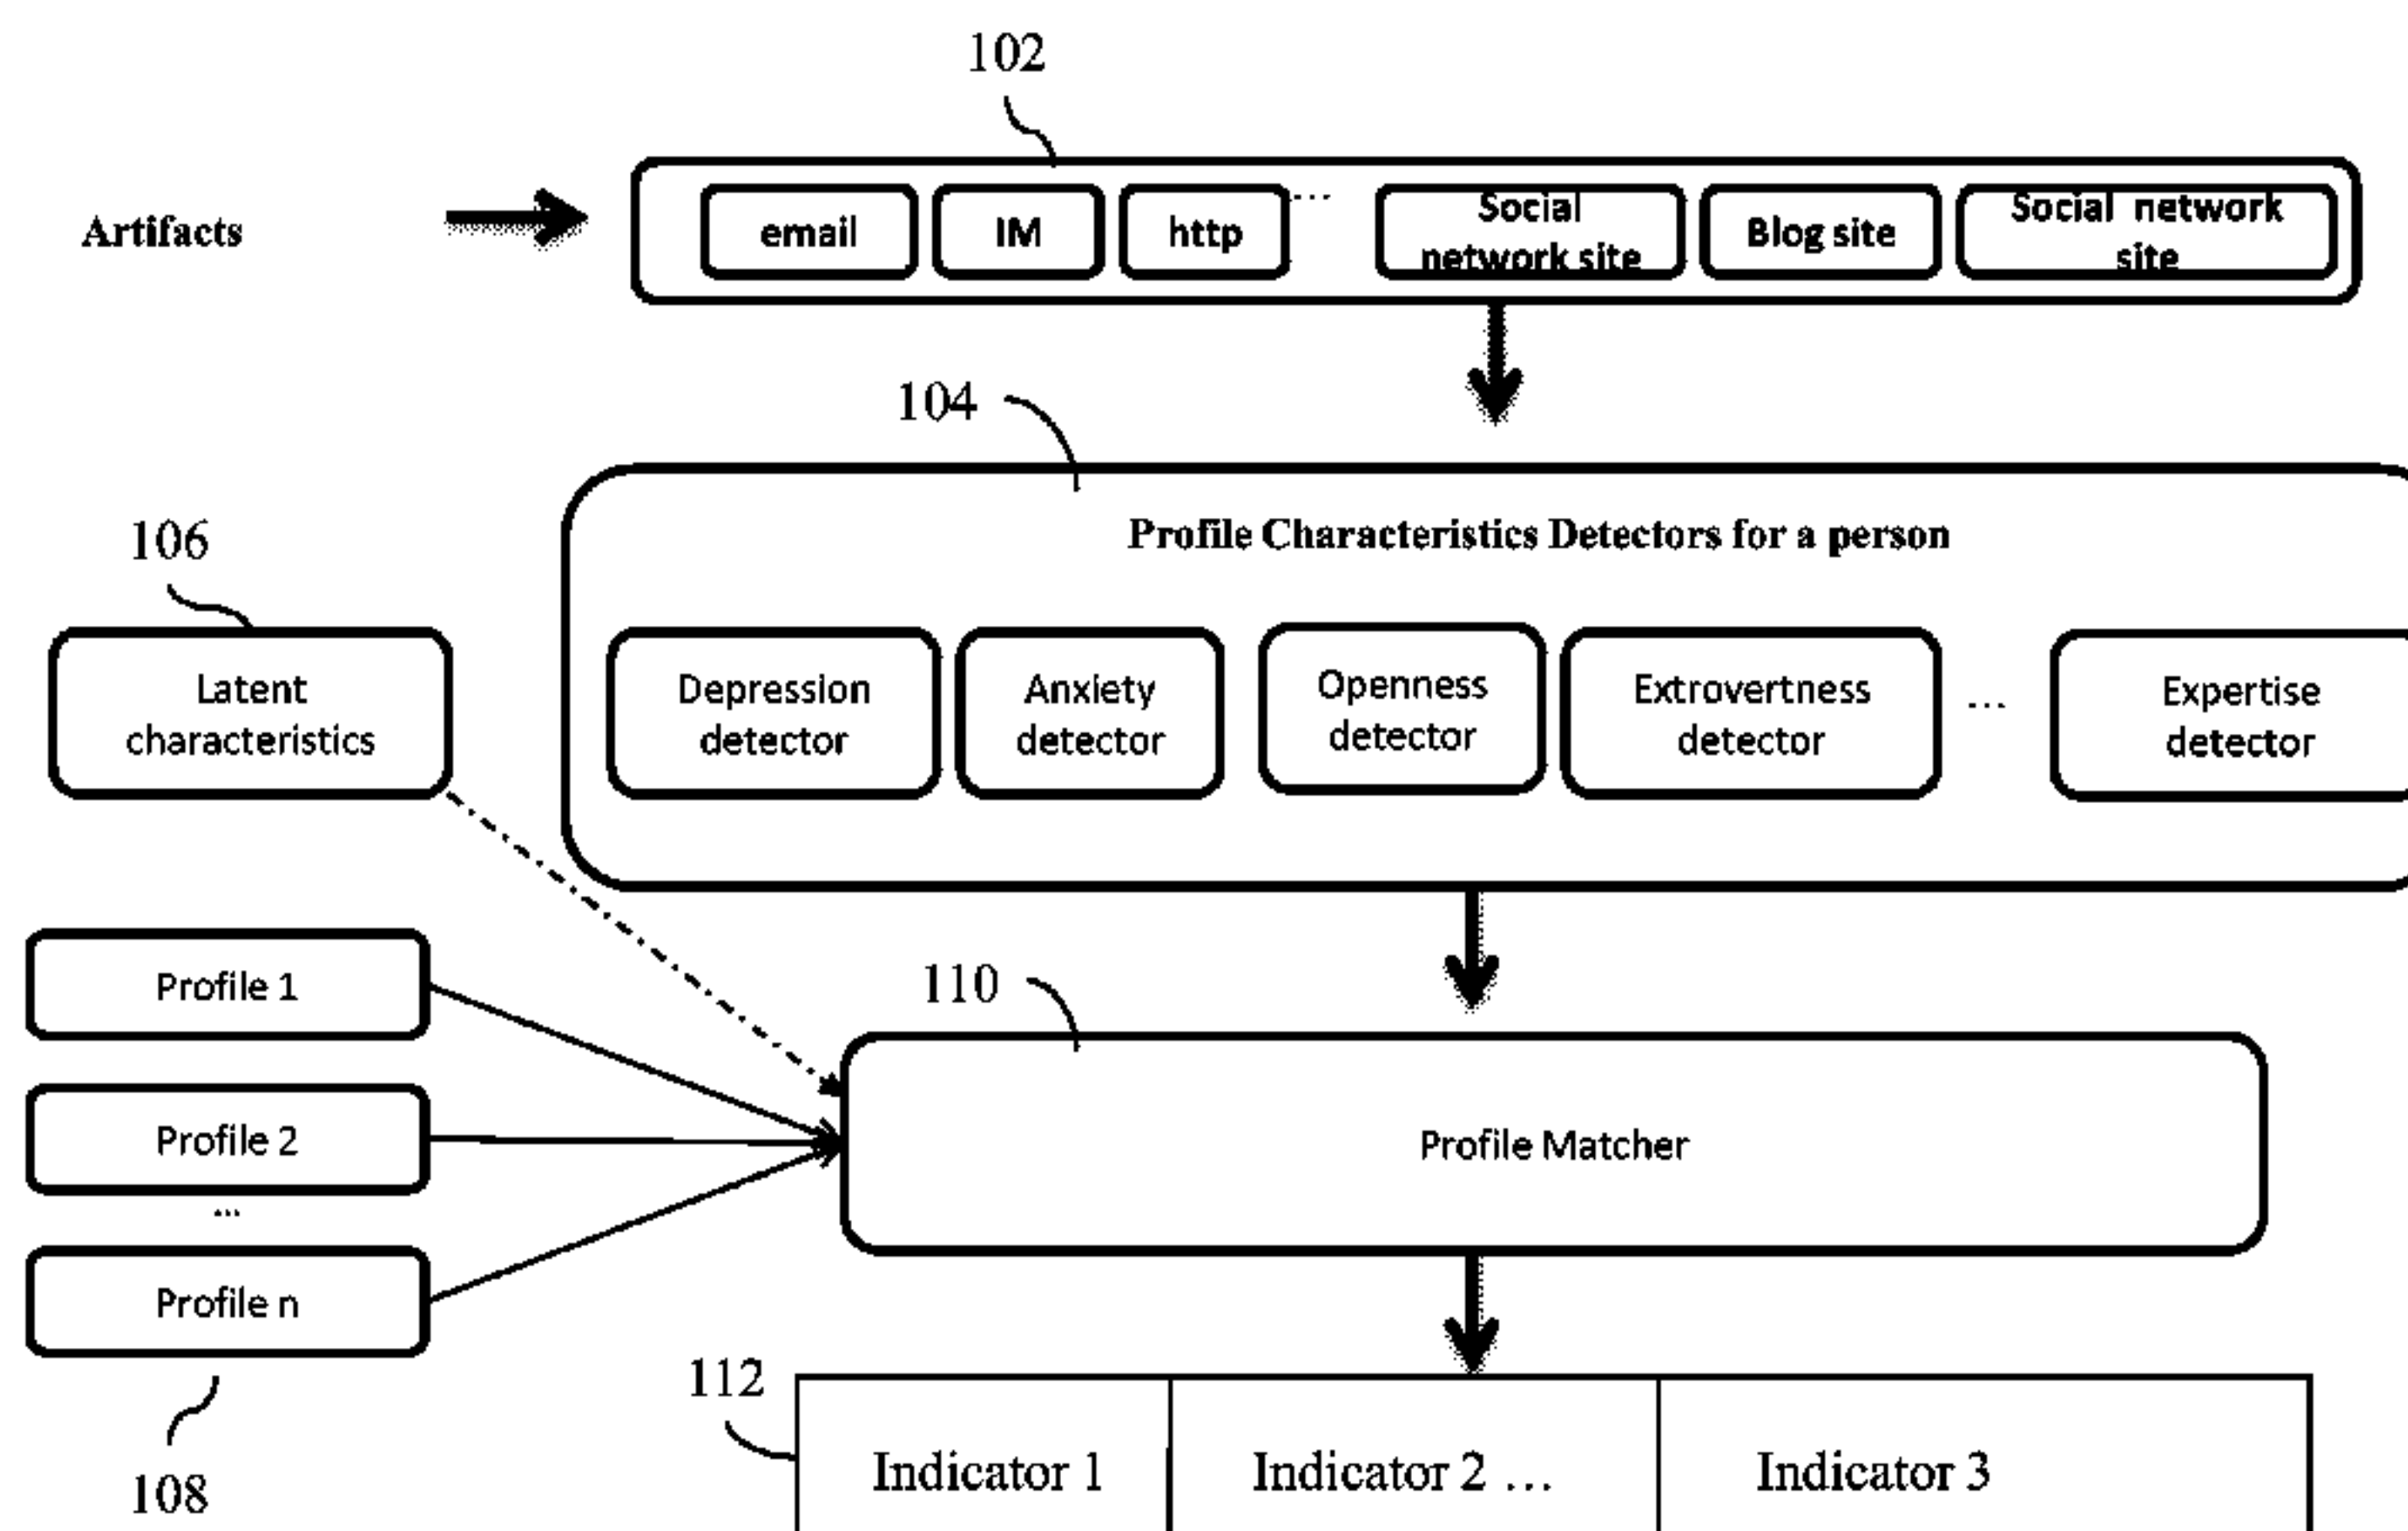 102
Artifacts
email
IM
http
...
Social
network site
Blog site
Social network
site
104
Profile Characteristics Detectors for a person
106
Latent
characteristics
Depression
detector
Anxiety
detector
Openness
detector
Extrovertness
detector
...
Expertise
detector
Profile 1
110
Profile 2
Profile Matcher
...
Profile n
108
112
Indicator 1
Indicator 2 ...
Indicator 3